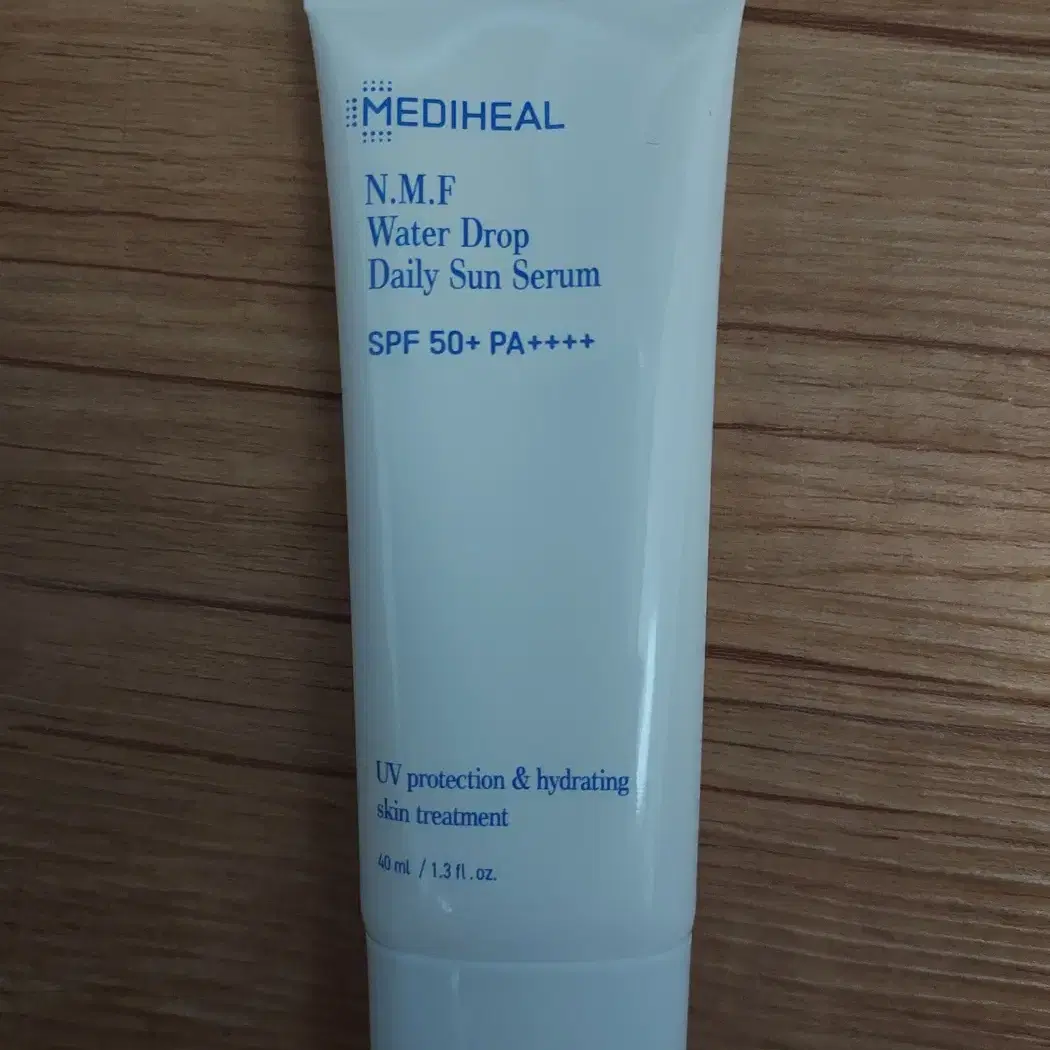 MEDIHEAL
N.M.F
Water Drop
Daily Sun Serum
SPF 50+ PA++++
UV protection & hydrating
skin treatment
40 ml / 1.3 fl.oz.